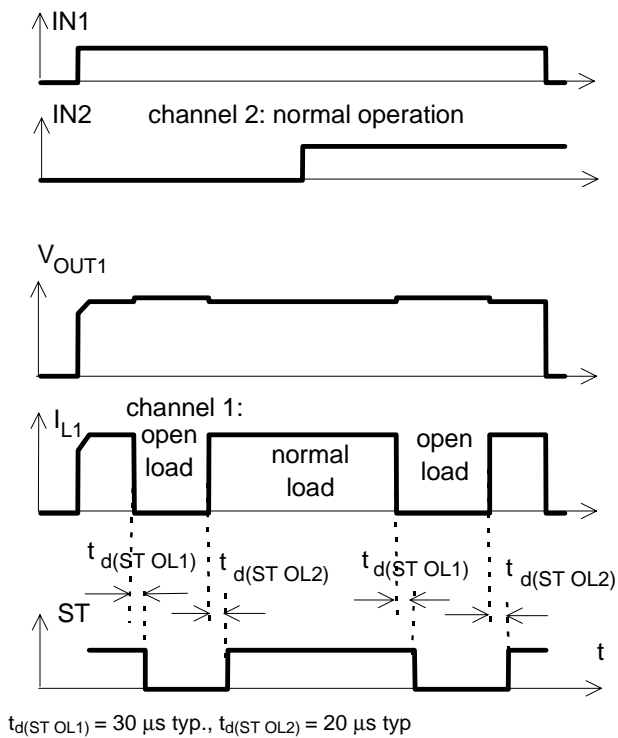 IN1
IN2 channel 2: normal operation
VOUT1
IL1
channel 1:
open
load
normal
load
open
load
td(ST OL1)
td(ST OL2)
td(ST OL1)
td(ST OL2)
ST
t
td(ST OL1) = 30 μs typ., td(ST OL2) = 20 μs typ